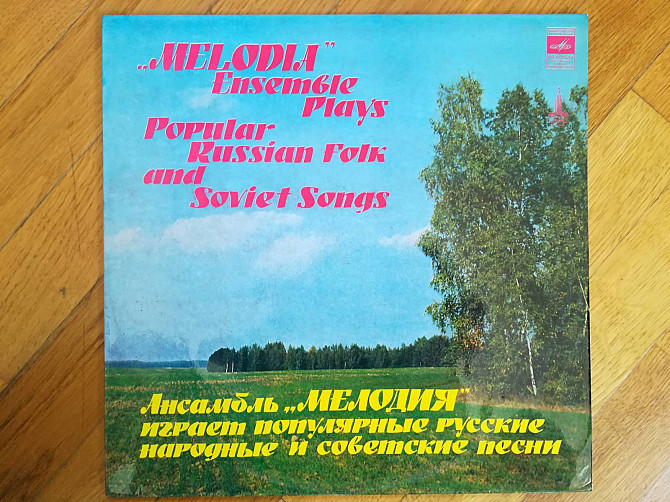 „MELODIA”
Ensemble
Plays
Popular
Russian Folk
and
Soviet Songs
Ансамбль „МЕЛОДИЯ”
играет популярные русские
народные и советские песни